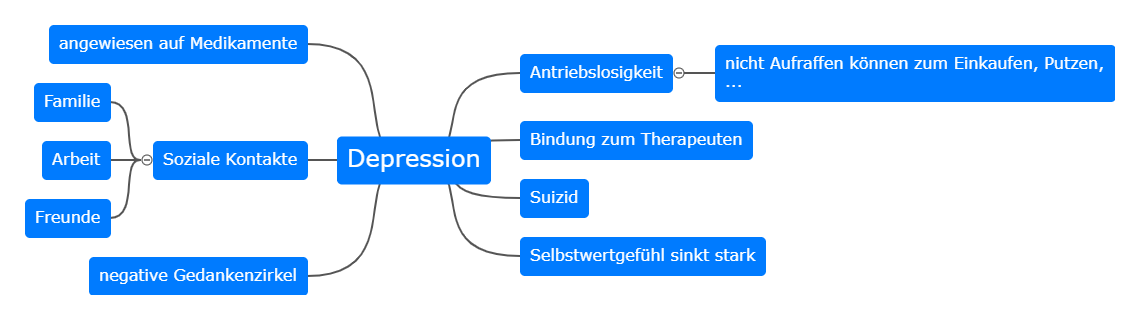 angewiesen auf Medikamente
Familie
Arbeit
Freunde
Soziale Kontakte
negative Gedankenzirkel
Depression
Antriebslosigkeit
nicht Aufraffen können zum Einkaufen, Putzen,
...
Bindung zum Therapeuten
Suizid
Selbstwertgefühl sinkt stark